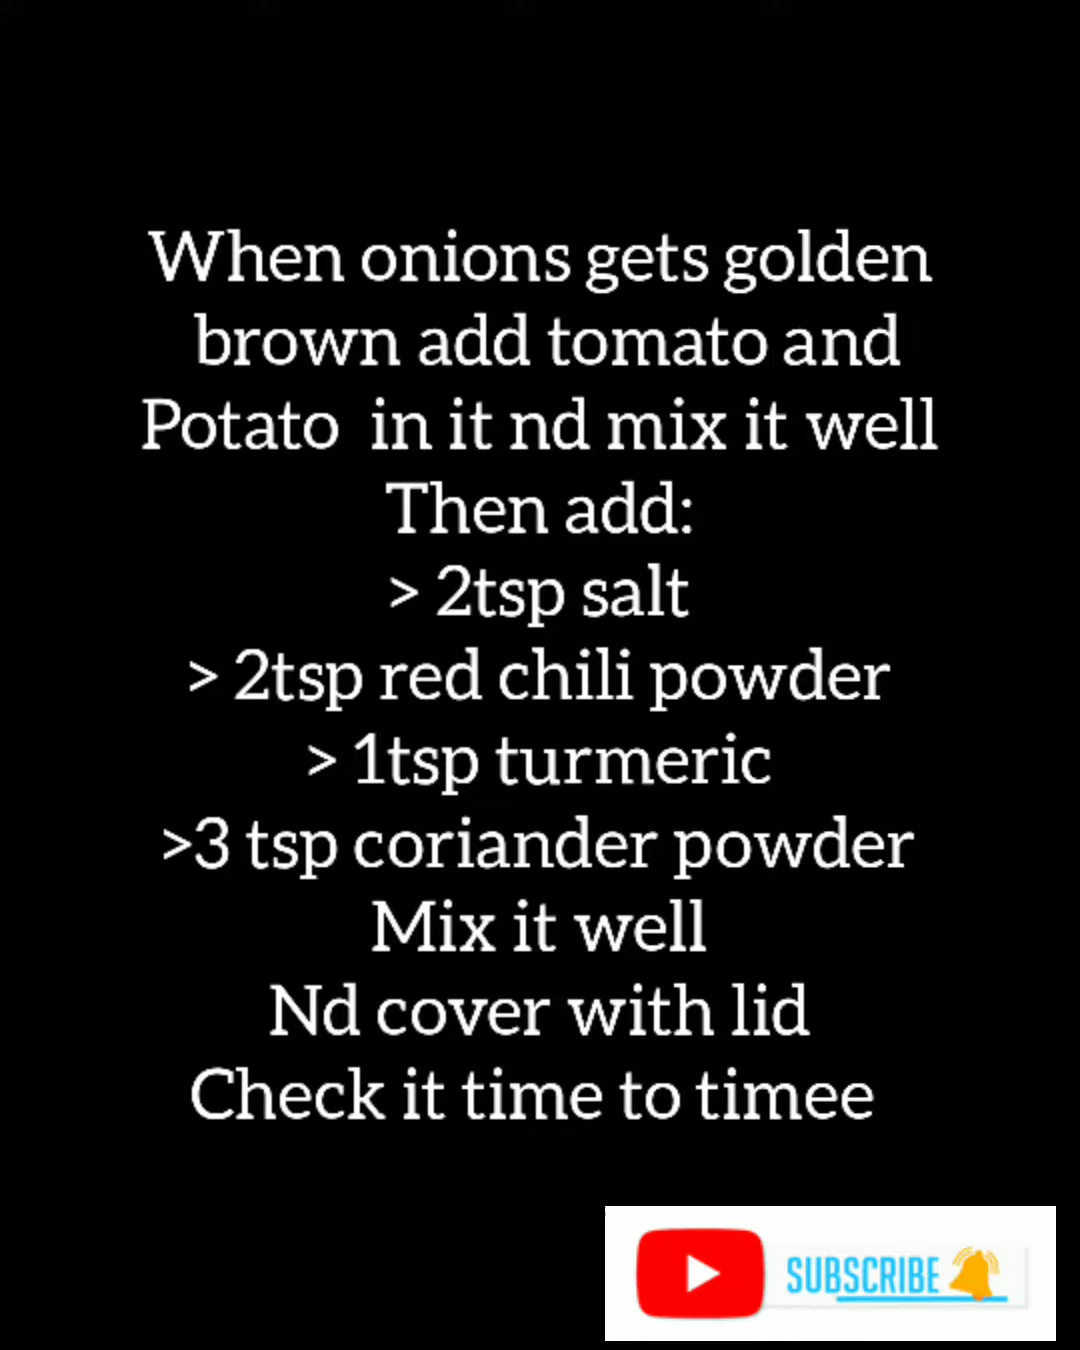 When onions gets golden
brown add tomato and
Potato  in it nd mix it well
Then add:
> 2tsp salt
> 2tsp red chili powder
> 1tsp turmeric
>3 tsp coriander powder
Mix it well
Nd cover with lid
Check it time to timee
SUBSCRIBE